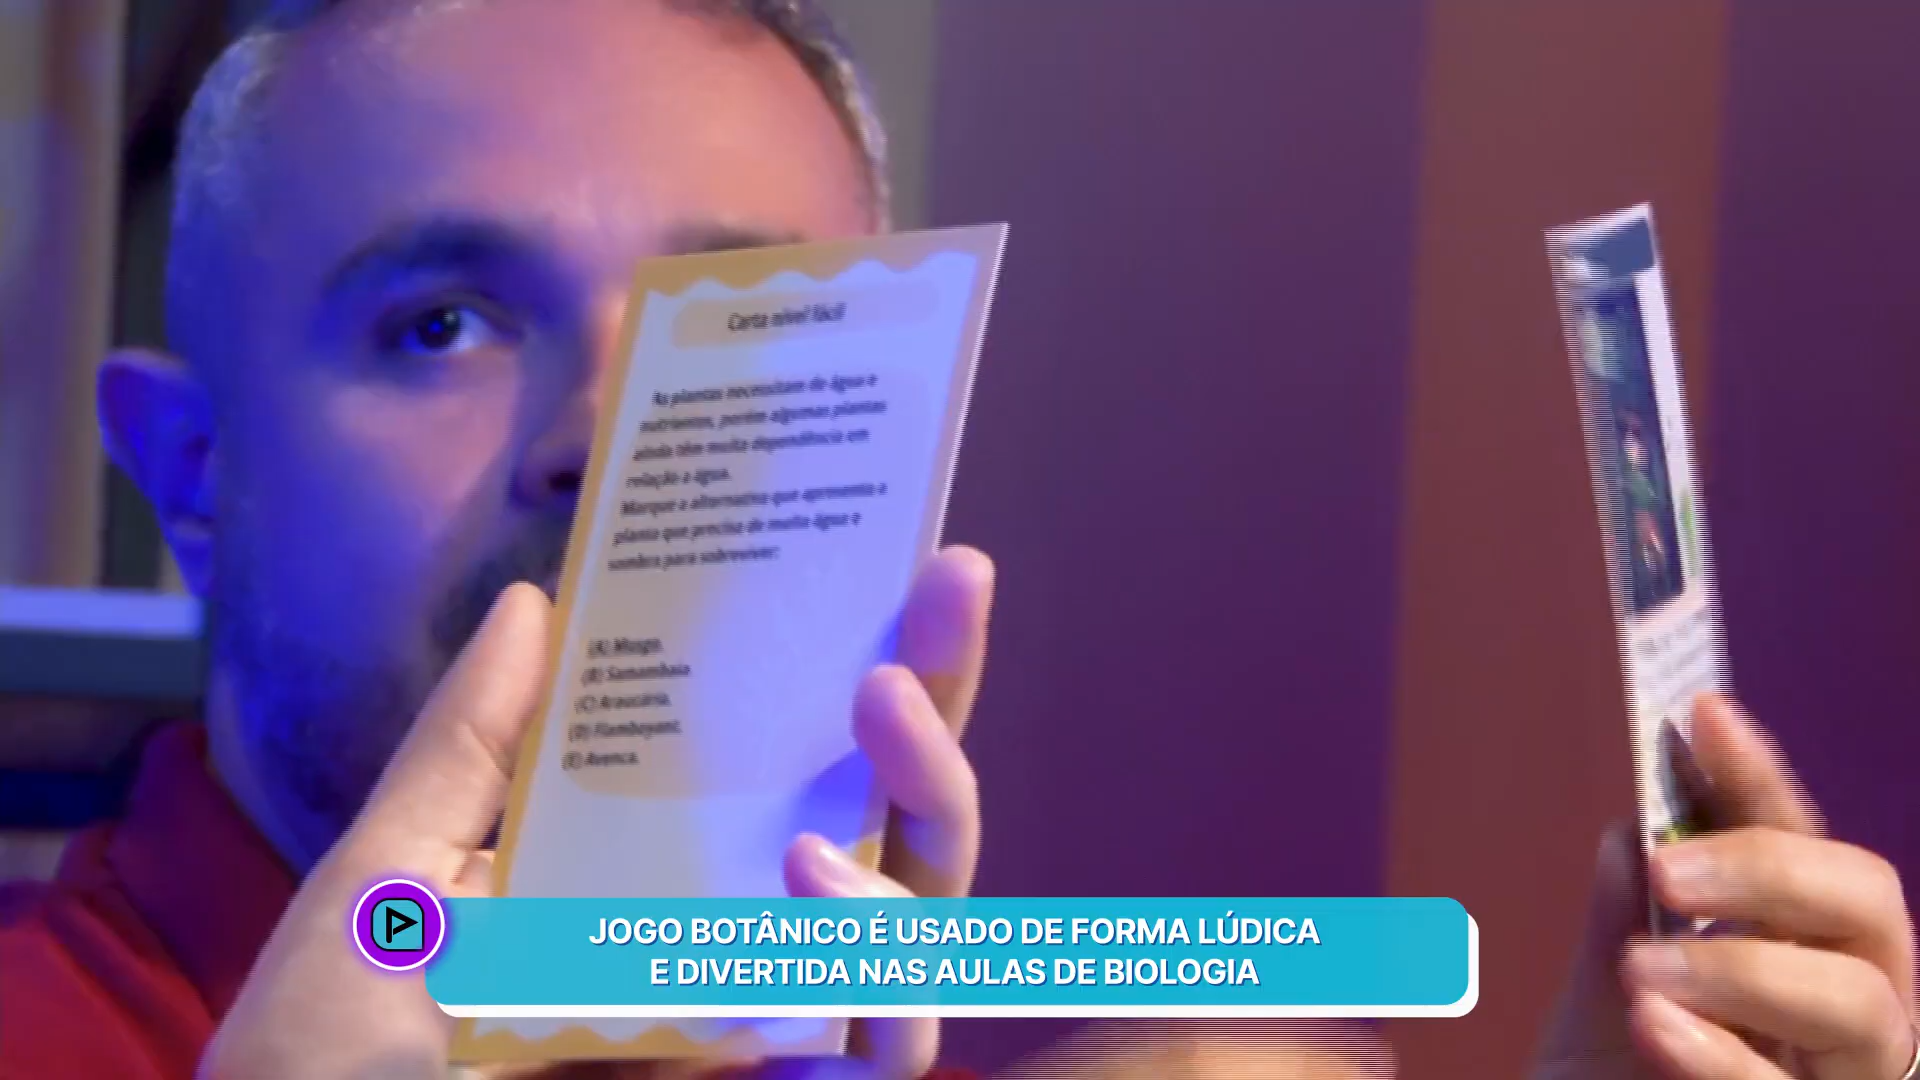 Carta nível fácil
As plantas necessitam de água e
nutrientes, porém algumas plantas
ainda têm muita dependência em
relação a água.
Marque a alternativa que apresenta a
planta que precisa de muita água e
sombra para sobreviver:
(A) Musgo.
(B) Samambaia.
(C) Araucária.
(D) Flamboyant.
(E) Avenca.
JOGO BOTÂNICO É USADO DE FORMA LÚDICA
E DIVERTIDA NAS AULAS DE BIOLOGIA